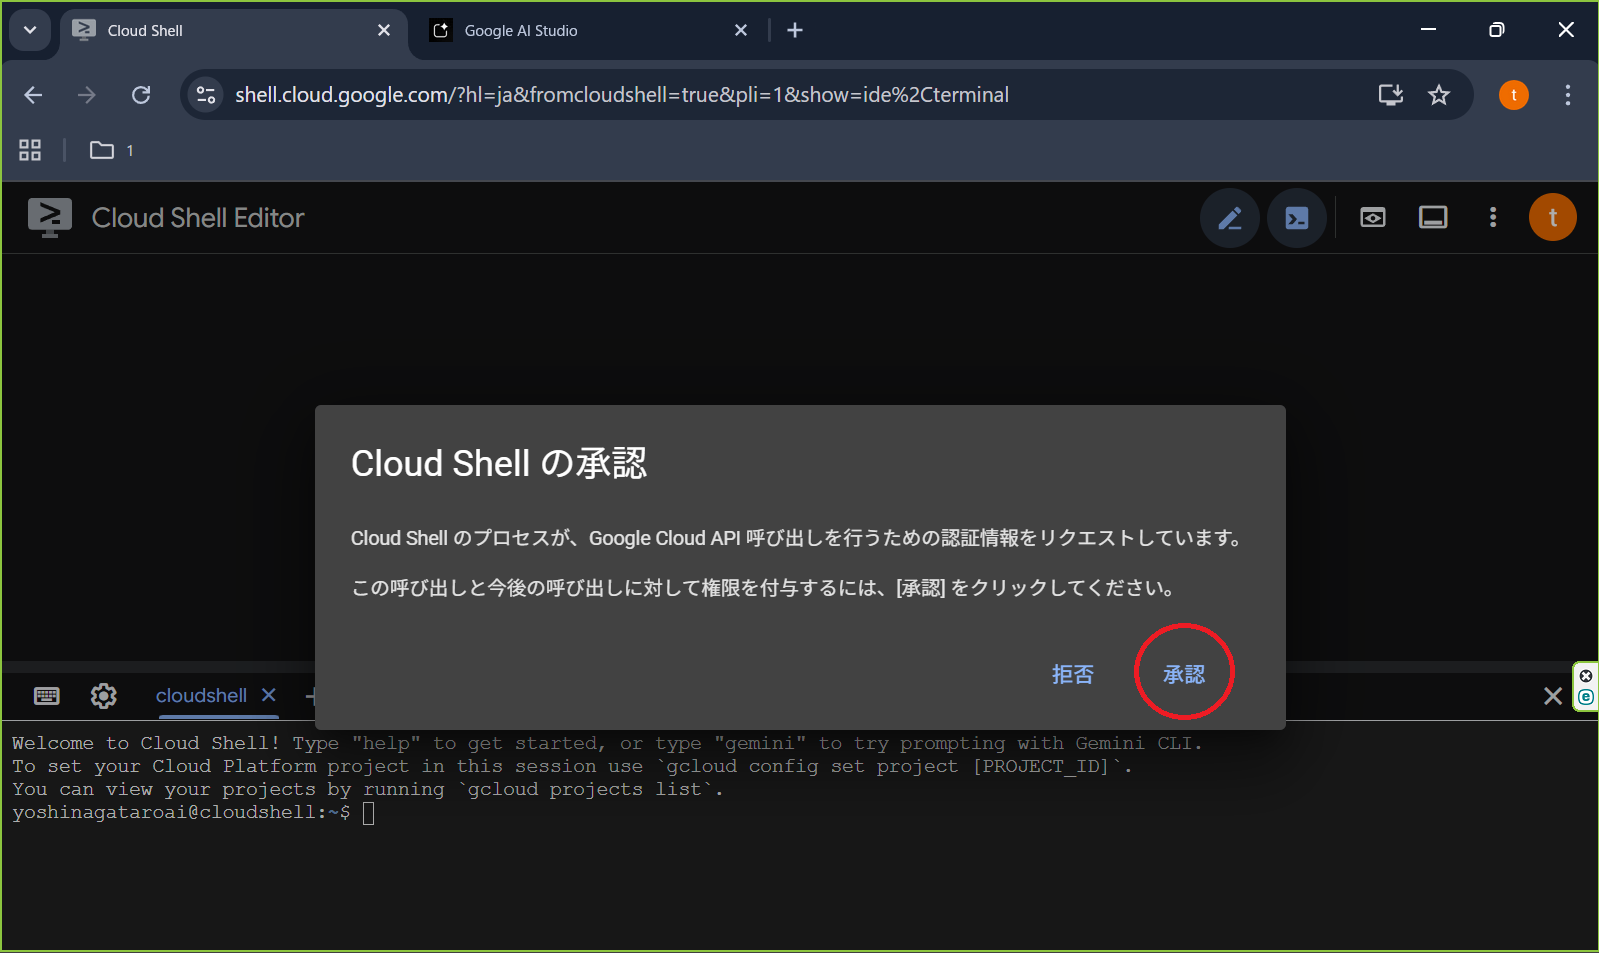 Cloud Shell
Google AI Studio
shell.cloud.google.com/?hl=ja&fromcloudshell=true&pli=1&show=ide%2Cterminal
t
1
Cloud Shell Editor
t
Cloud Shell の承認
Cloud Shell のプロセスが、Google Cloud API 呼び出しを行うための認証情報をリクエストしています。
この呼び出しと今後の呼び出しに対して権限を付与するには、[承認] をクリックしてください。
拒否
承認
cloudshell
Welcome to Cloud Shell! Type "help" to get started, or type "gemini" to try prompting with Gemini CLI.
To set your Cloud Platform project in this session use `gcloud config set project [PROJECT_ID]`.
You can view your projects by running `gcloud projects list`.
yoshinagataroai@cloudshell:~$